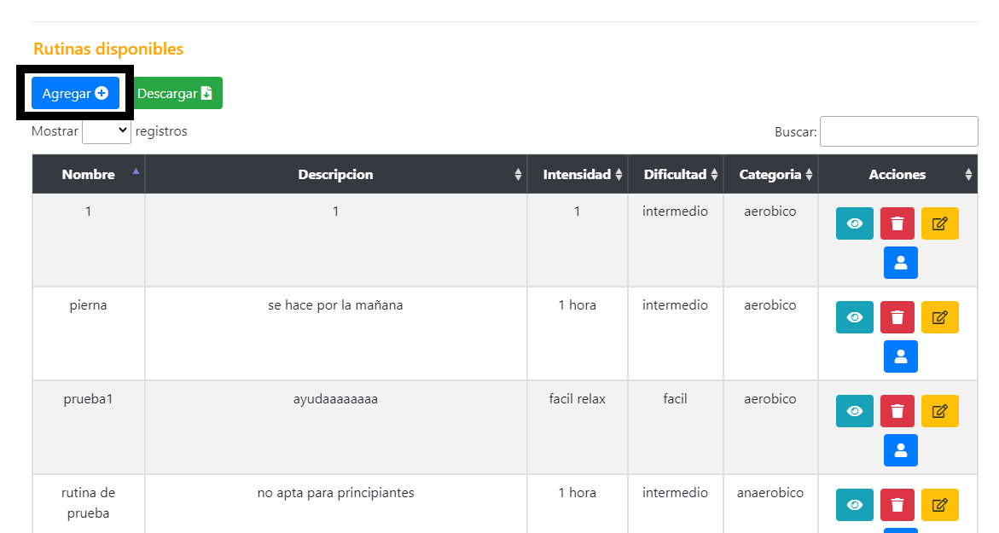 Rutinas disponibles
Agregar Descargar
Mostrar registros Buscar:
Nombre Descripcion Intensidad Dificultad Categoria Acciones
1 1 1 intermedio aerobico
pierna se hace por la mañana 1 hora intermedio aerobico
prueba1 ayudaaaaaaaa facil relax facil aerobico
rutina de no apta para principiantes 1 hora intermedio anaerobico
prueba